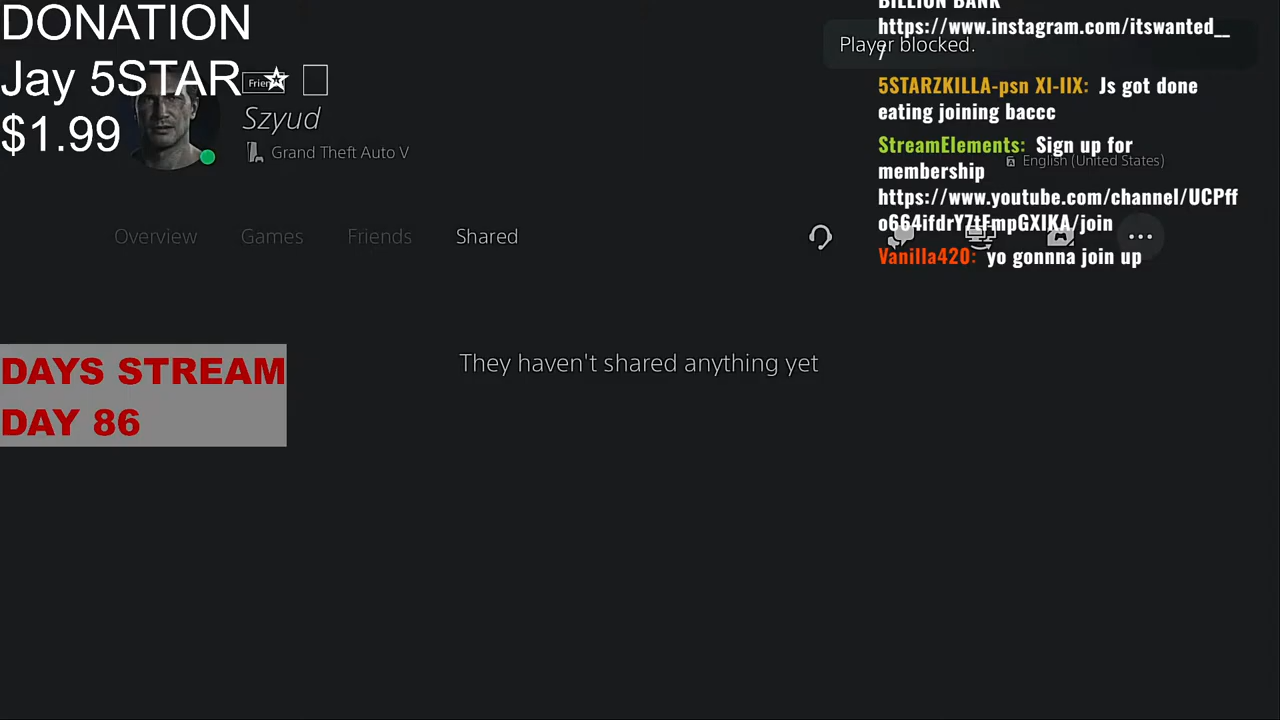 DONATION
Jay 5STAR
$1.99
Szyud
Grand Theft Auto V
Overview
Games
Friends
Shared
They haven't shared anything yet
DAYS STREAM
DAY 86
BILLION BANK
https://www.instagram.com/itswanted__
/
Player blocked.
5STARZKILLA-psn XI-IIX: Js got done
eating joining baccc
StreamElements: Sign up for
membership
English (United States)
https://www.youtube.com/channel/UCPff
o664ifdrY7tFmpGXIKA/join
Vanilla420: yo gonnna join up